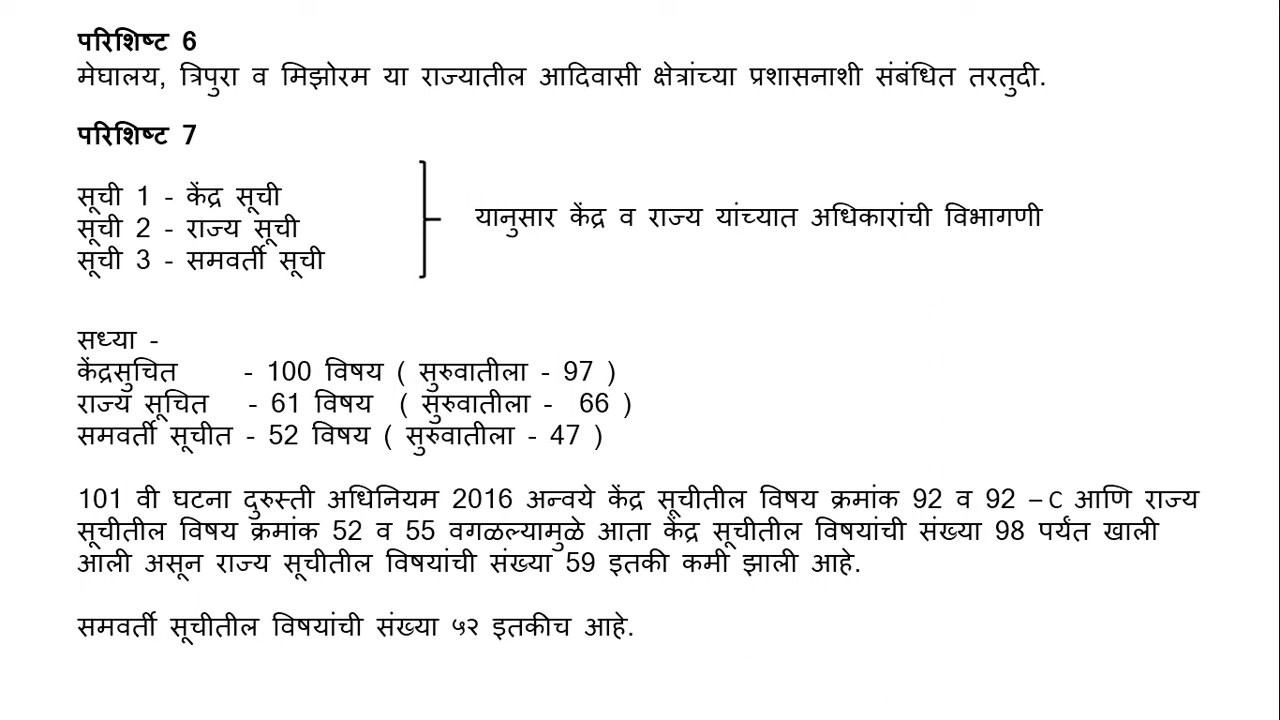 परिशिष्ट 6
मेघालय, त्रिपुरा व मिझोरम या राज्यातील आदिवासी क्षेत्रांच्या प्रशासनाशी संबंधित तरतुदी.
परिशिष्ट 7
सूची 1 - केंद्र सूची
सूची 2 - राज्य सूची
सूची 3 - समवर्ती सूची
यानुसार केंद्र व राज्य यांच्यात अधिकारांची विभागणी
सध्या -
केंद्रसुचित - 100 विषय ( सुरुवातीला - 97 )
राज्य सूचित - 61 विषय ( सुरुवातीला - 66 )
समवर्ती सूचीत - 52 विषय ( सुरुवातीला - 47 )
101 वी घटना दुरुस्ती अधिनियम 2016 अन्वये केंद्र सूचीतील विषय क्रमांक 92 व 92 –C आणि राज्य
सूचीतील विषय क्रमांक 52 व 55 वगळल्यामुळे आता केंद्र सूचीतील विषयांची संख्या 98 पर्यंत खाली
आली असून राज्य सूचीतील विषयांची संख्या 59 इतकी कमी झाली आहे.
समवर्ती सूचीतील विषयांची संख्या ५२ इतकीच आहे.